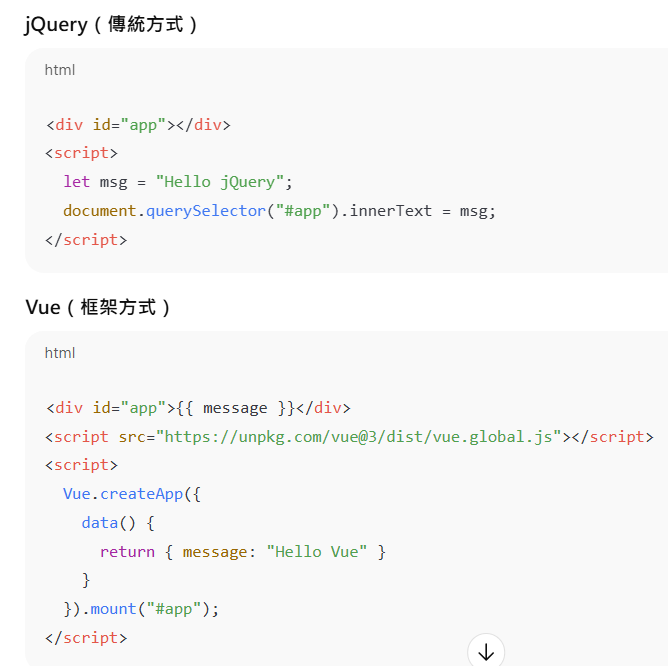 jQuery（傳統方式）
html
<div id="app"></div>
<script>
  let msg = "Hello jQuery";
  document.querySelector("#app").innerText = msg;
</script>
Vue（框架方式）
html
<div id="app">{{ message }}</div>
<script src="https://unpkg.com/vue@3/dist/vue.global.js"></script>
<script>
  Vue.createApp({
    data() {
      return { message: "Hello Vue" }
    }
  }).mount("#app");
</script>